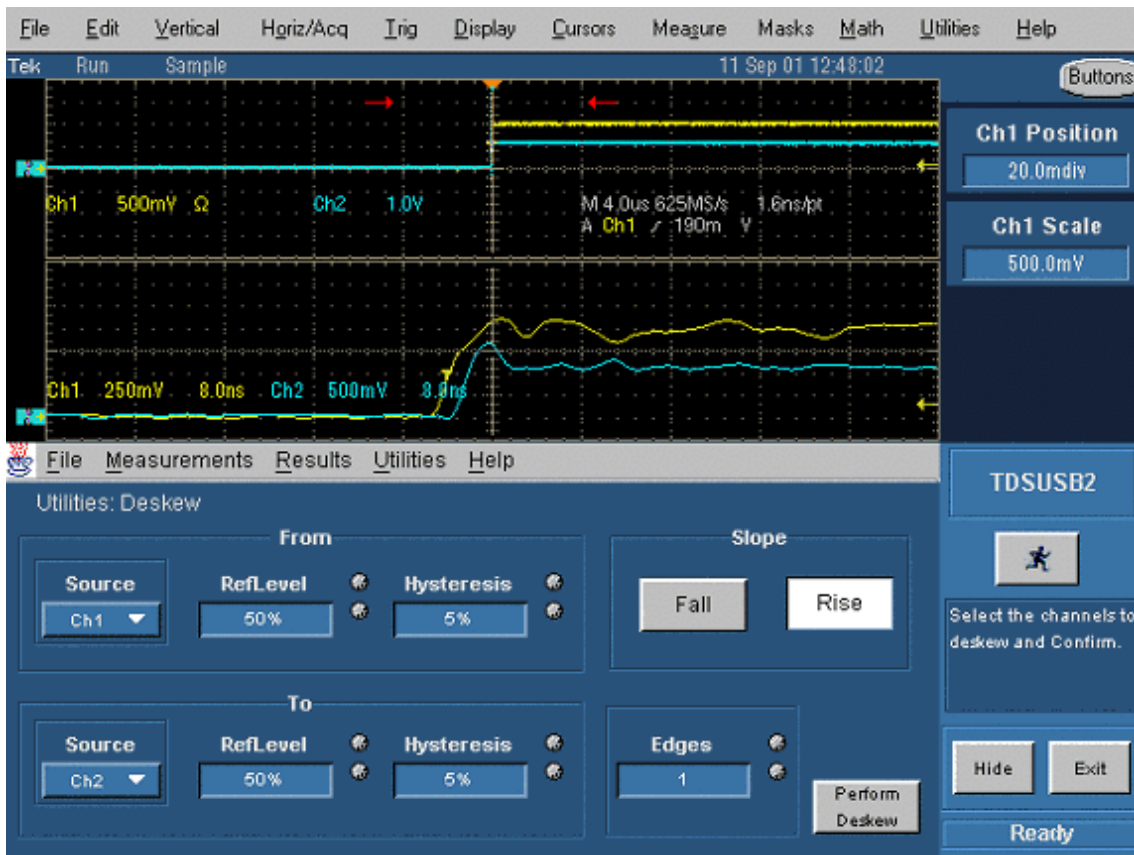 File Edit Vertical Horiz/Acq Trig Display Cursors Measure Masks Math Utilities Help
Tek Run Sample 11 Sep 01 12:48:02
Buttons
Ch1 Position
20.0mdiv
Ch1 Scale
500.0mV
Ch1 500mV Ω Ch2 1.0V M 4.0us 625MS/s 1.6ns/pt
A Ch1 ∕ 190m V
Ch1 250mV 8.0ns Ch2 500mV 8.0ns
File Measurements Results Utilities Help
Utilities: Deskew
From
Source RefLevel Hysteresis
Ch1 50% 5%
Slope
Fall Rise
To
Source RefLevel Hysteresis
Ch2 50% 5%
Edges
1
Perform
Deskew
TDSUSB2
Select the channels to
deskew and Confirm.
Hide Exit
Ready